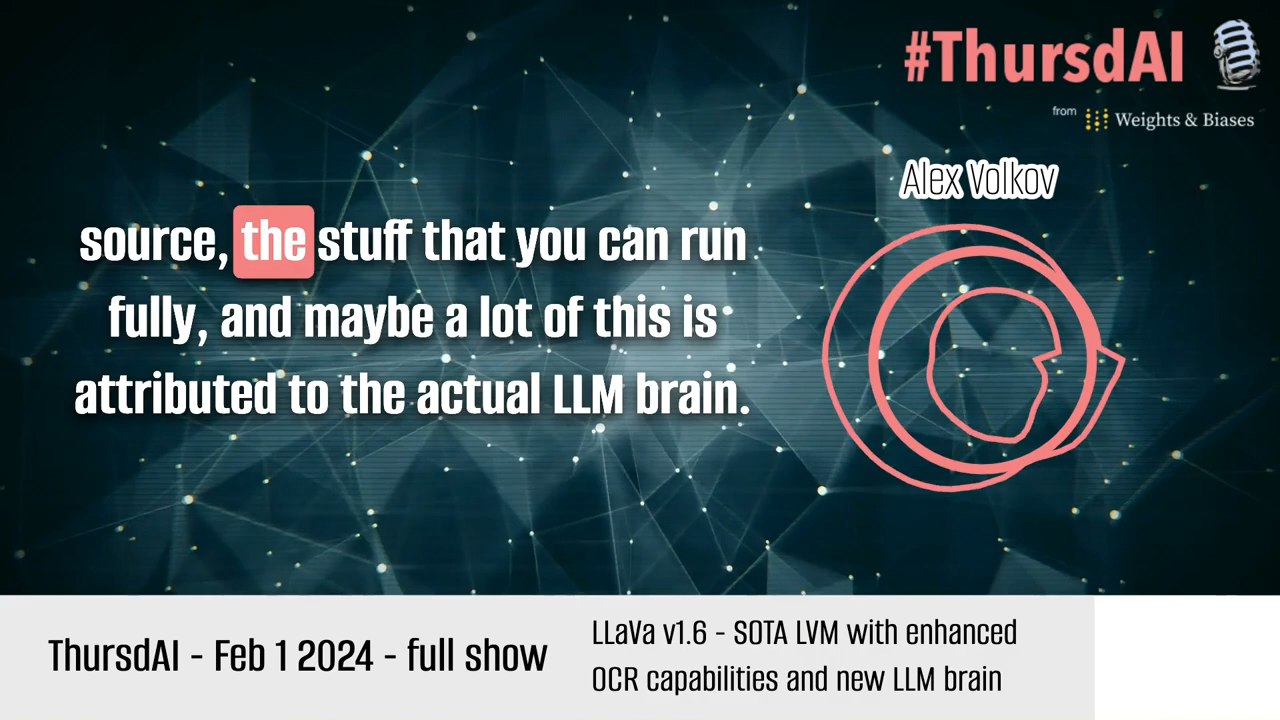 #ThursdAI
from Weights & Biases
Alex Volkov
source, the stuff that you can run
fully, and maybe a lot of this is
attributed to the actual LLM brain.
ThursdAI - Feb 1 2024 - full show
LLaVa v1.6 - SOTA LVM with enhanced
OCR capabilities and new LLM brain